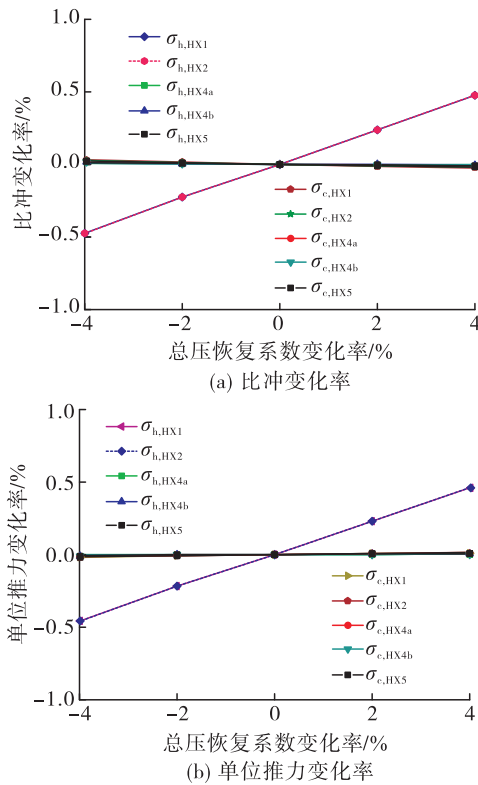 1.0
0.5
0.0
−0.5
−1.0
比冲变化率/%
σh,HX1
σh,HX2
σh,HX4a
σh,HX4b
σh,HX5
σc,HX1
σc,HX2
σc,HX4a
σc,HX4b
σc,HX5
−4 −2 0 2 4
总压恢复系数变化率/%
(a) 比冲变化率
1.0
0.5
0.0
−0.5
−1.0
单位推力变化率/%
σh,HX1
σh,HX2
σh,HX4a
σh,HX4b
σh,HX5
σc,HX1
σc,HX2
σc,HX4a
σc,HX4b
σc,HX5
−4 −2 0 2 4
总压恢复系数变化率/%
(b) 单位推力变化率